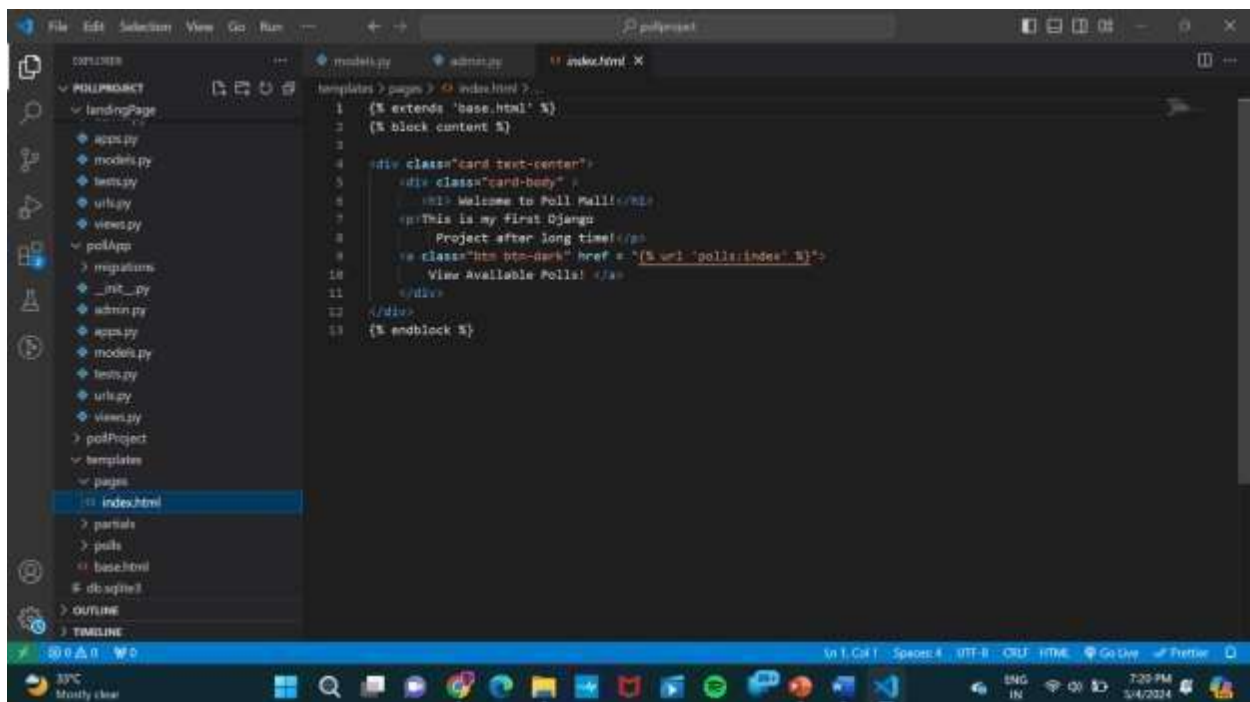 File Edit Selection View Go Run ...
pollproject
EXPLORER ...
models.py admin.py index.html
POLLPROJECT
templates > pages > index.html > ...
landingPage
apps.py
models.py
tests.py
urls.py
views.py
pollApp
migrations
__init__.py
admin.py
apps.py
models.py
tests.py
urls.py
views.py
pollProject
templates
pages
index.html
partials
polls
base.html
db.sqlite3
OUTLINE
TIMELINE
1 {% extends 'base.html' %}
2 {% block content %}
3
4 <div class="card text-center">
5 <div class="card-body" >
6 <h1> Welcome to Poll Mall!</h1>
7 <p>This is my first Django
8 Project after long time!</p>
9 <a class="btn btn-dark" href = "{% url 'polls:index' %}">
10 View Available Polls! </a>
11 </div>
12 </div>
13 {% endblock %}
0 0 0
Ln 1, Col 1 Spaces: 4 UTF-8 CRLF HTML Go Live Prettier
33°C
Mostly clear
ENG
IN
7:20 PM
5/4/2024